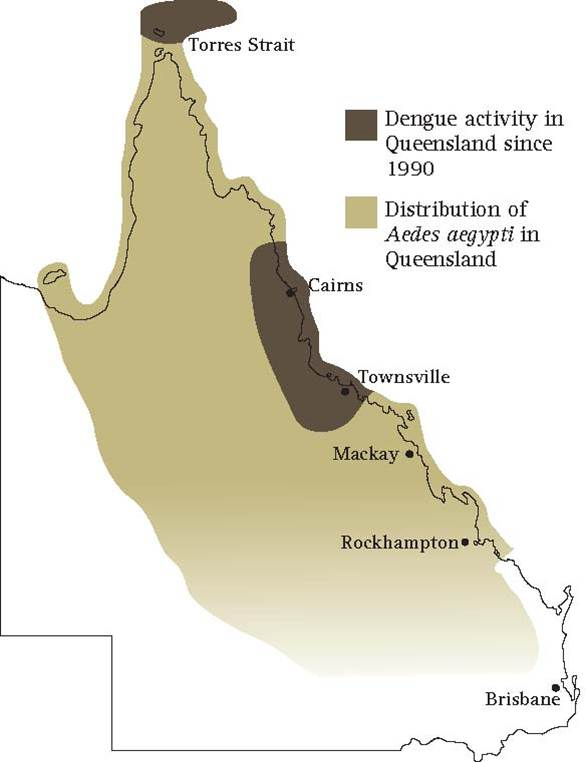 Torres Strait
Dengue activity in
Queensland since
1990
Distribution of
Aedes aegypti in
Queensland
Cairns
Townsville
Mackay
Rockhampton
Brisbane